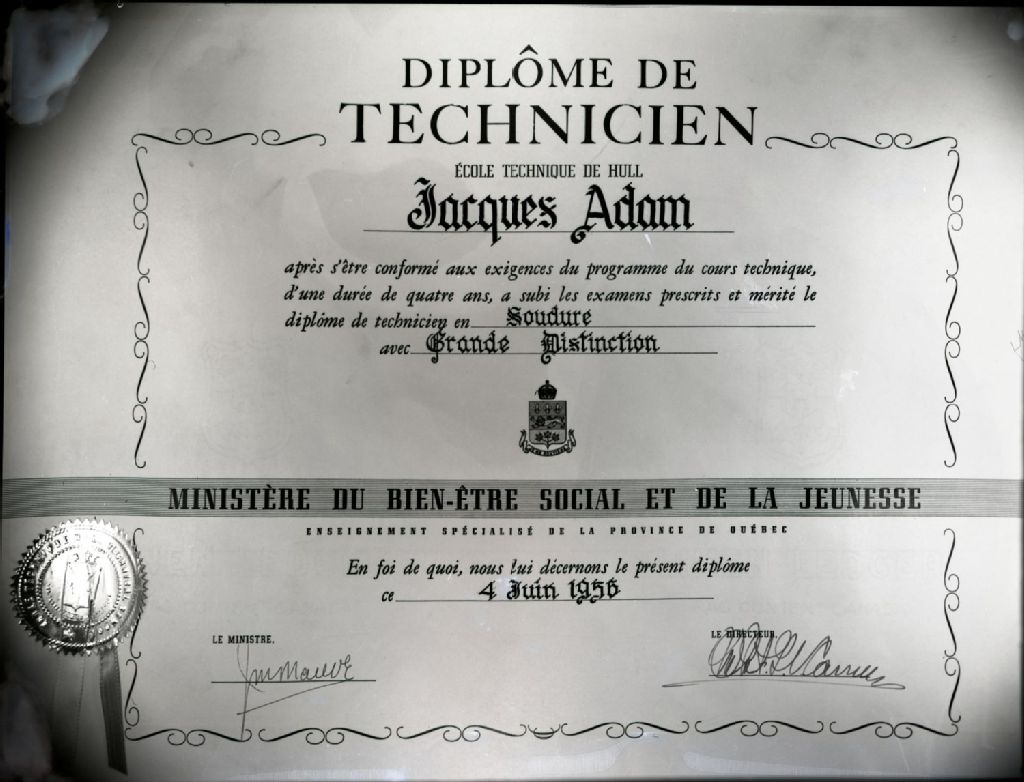 DIPLÔME DE
TECHNICIEN
ÉCOLE TECHNIQUE DE HULL
Jacques Adam
après s'être conformé aux exigences du programme du cours technique,
d'une durée de quatre ans, a subi les examens prescrits et mérité le
diplôme de technicien en Soudure
avec Grande Distinction
MINISTÈRE DU BIEN-ÊTRE SOCIAL ET DE LA JEUNESSE
ENSEIGNEMENT SPÉCIALISÉ DE LA PROVINCE DE QUÉBEC
En foi de quoi, nous lui décernons le présent diplôme
ce 4 Juin 1956
LE MINISTRE.
LE DIRECTEUR